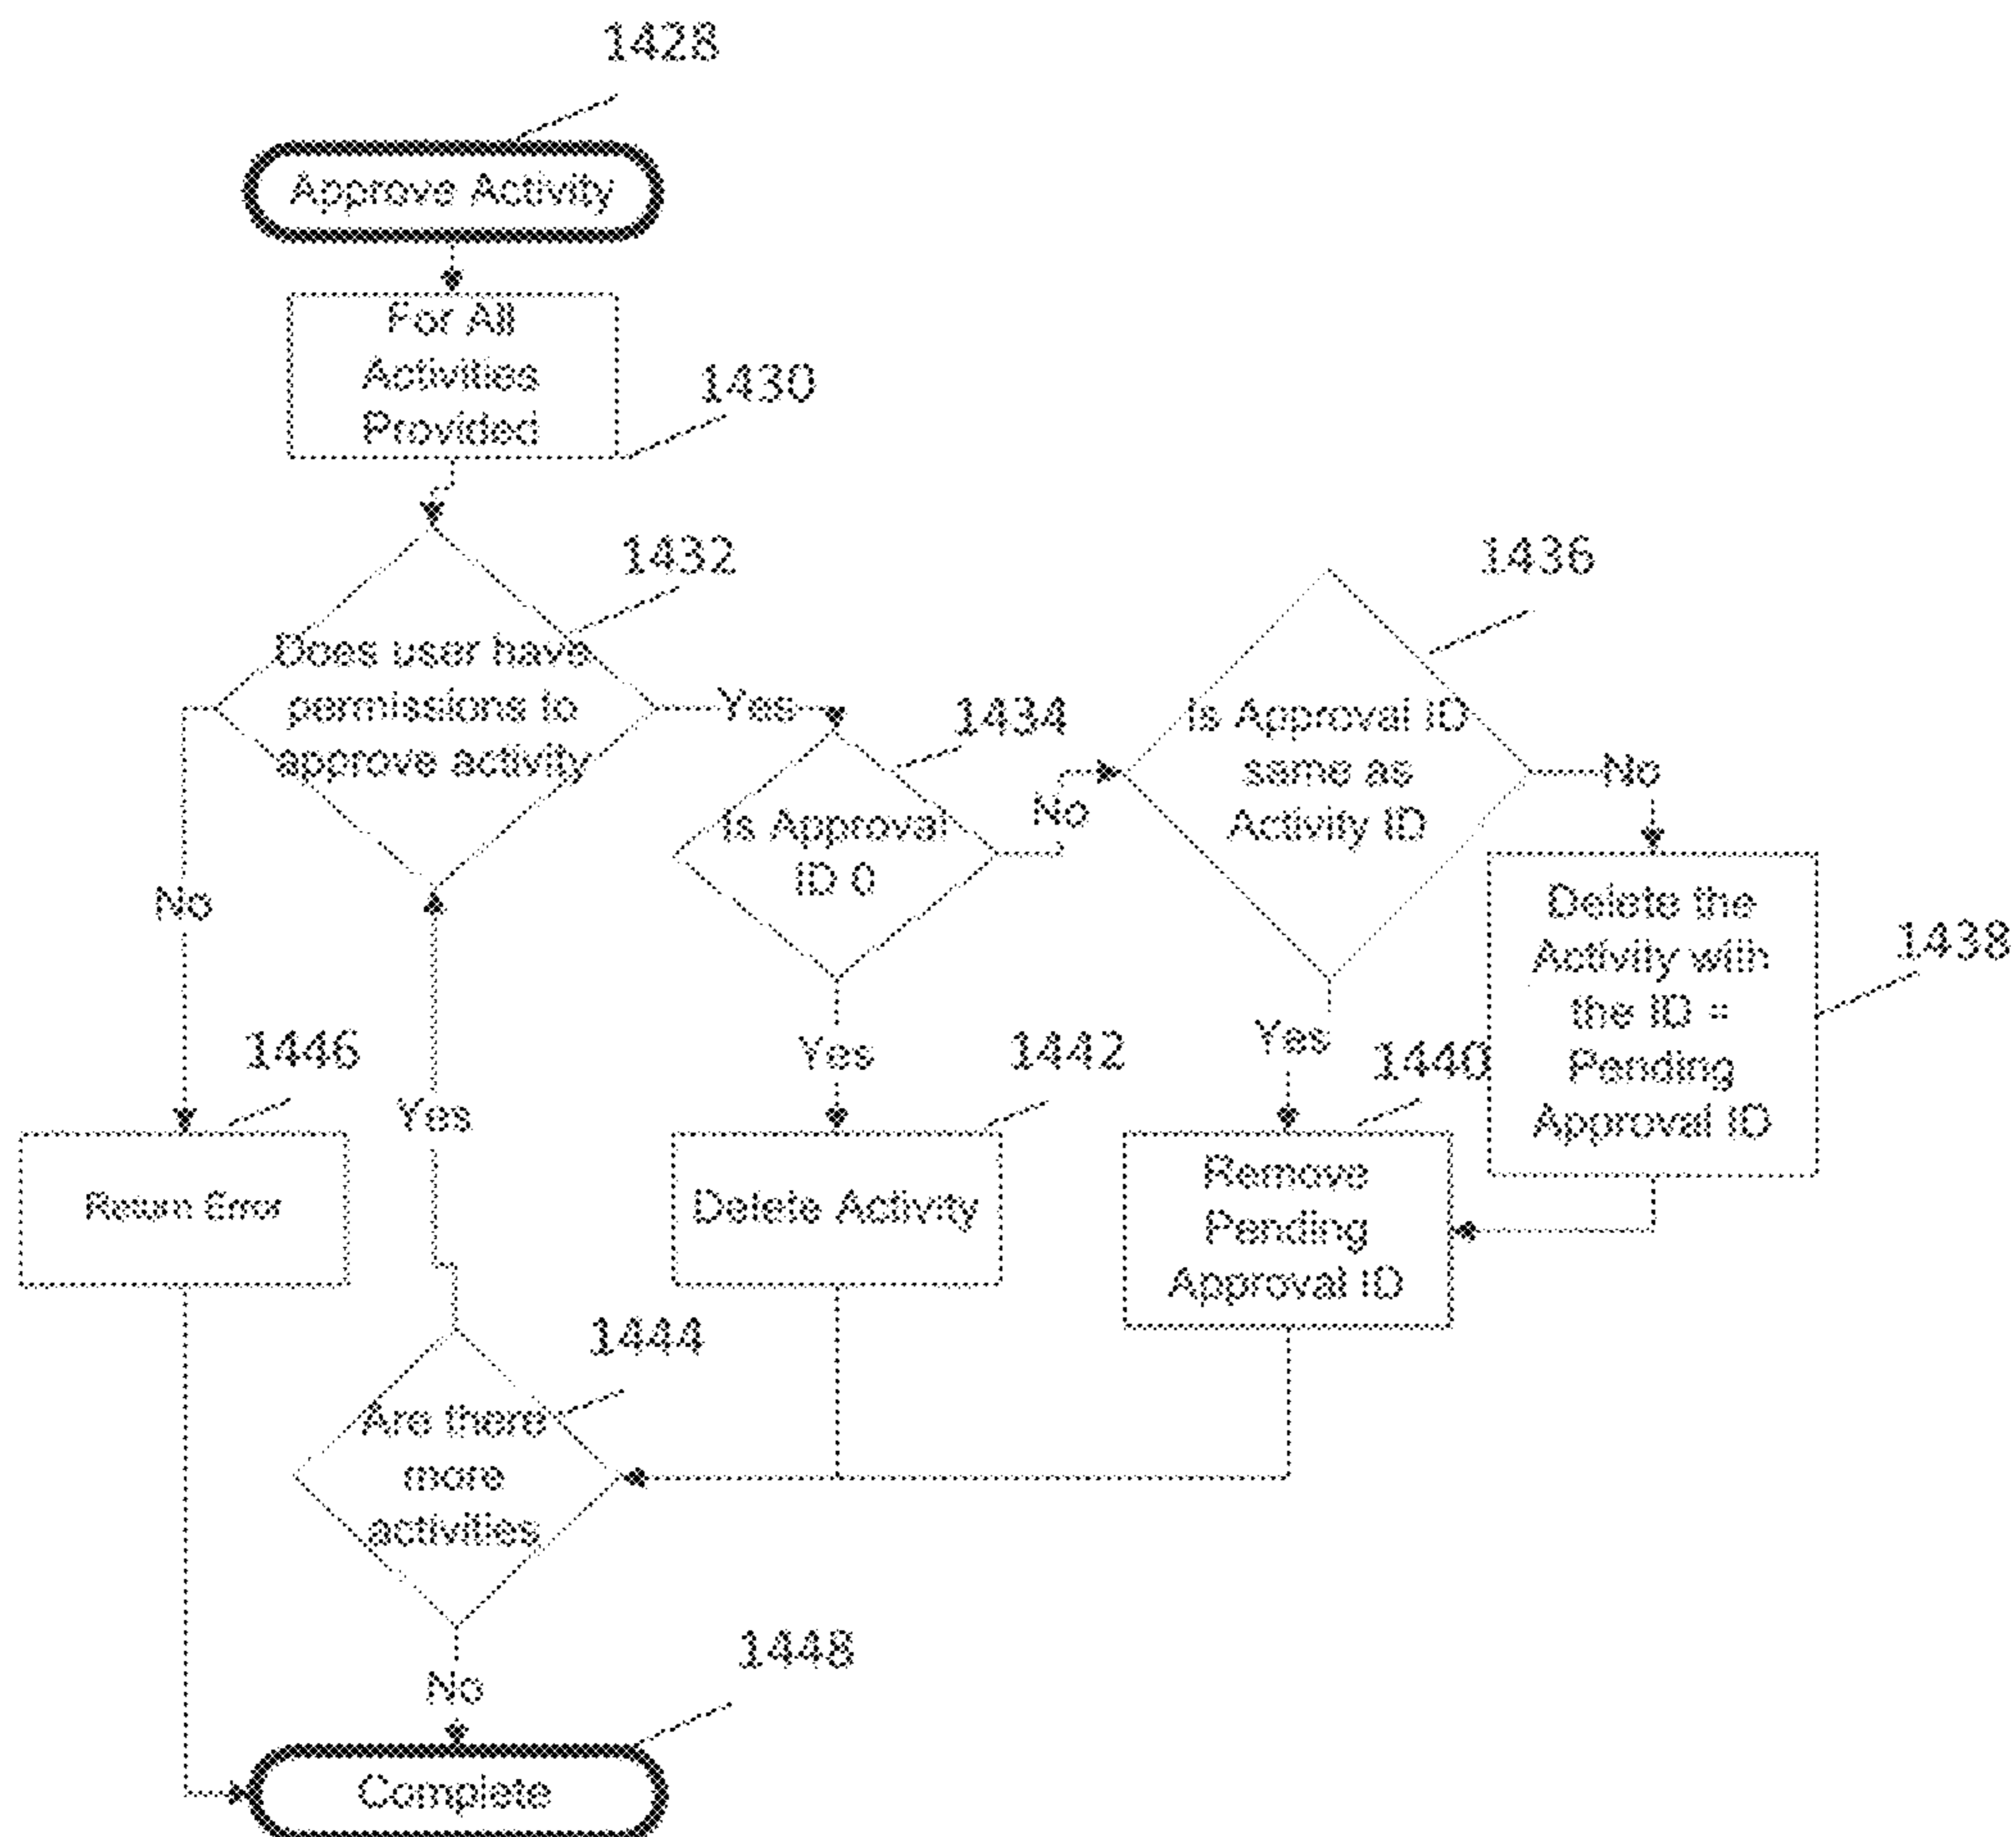 1428
Approve Activity
For All
Activities
Provided
1430
1432
Does user have
permissions to
approve activity
Yes
No
1434
Is Approval
ID 0
No
1436
Is Approval ID
same as
Activity ID
No
1438
Delete the
Activity with
the ID =
Pending
Approval ID
1446
Return Error
Yes
Yes
1442
Delete Activity
Yes
1440
Remove
Pending
Approval ID
1444
Are there
more
activities
No
1448
Complete